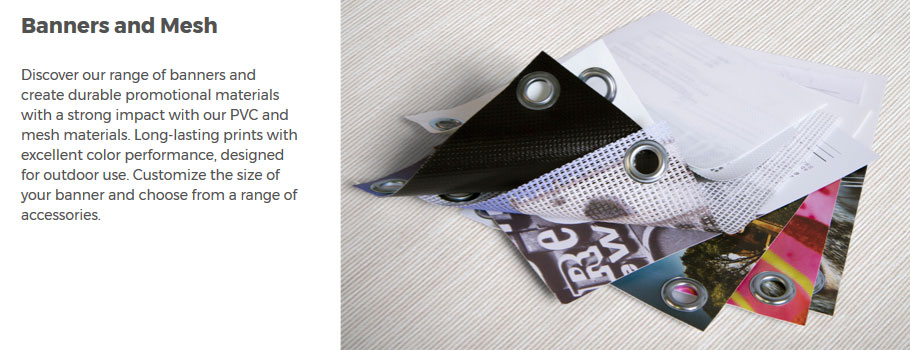 Banners and Mesh
Discover our range of banners and
create durable promotional materials
with a strong impact with our PVC and
mesh materials. Long-lasting prints with
excellent color performance, designed
for outdoor use. Customize the size of
your banner and choose from a range of
accessories.
Re
w